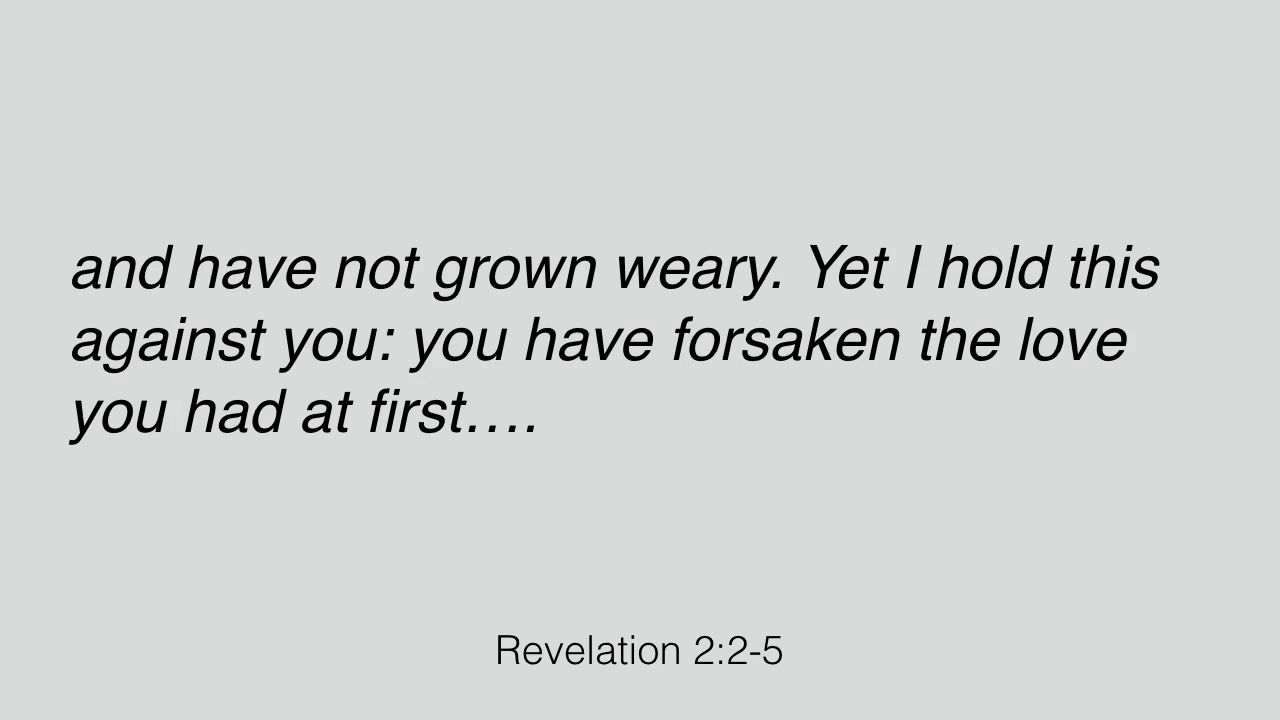 and have not grown weary. Yet I hold this
against you: you have forsaken the love
you had at first….
Revelation 2:2-5